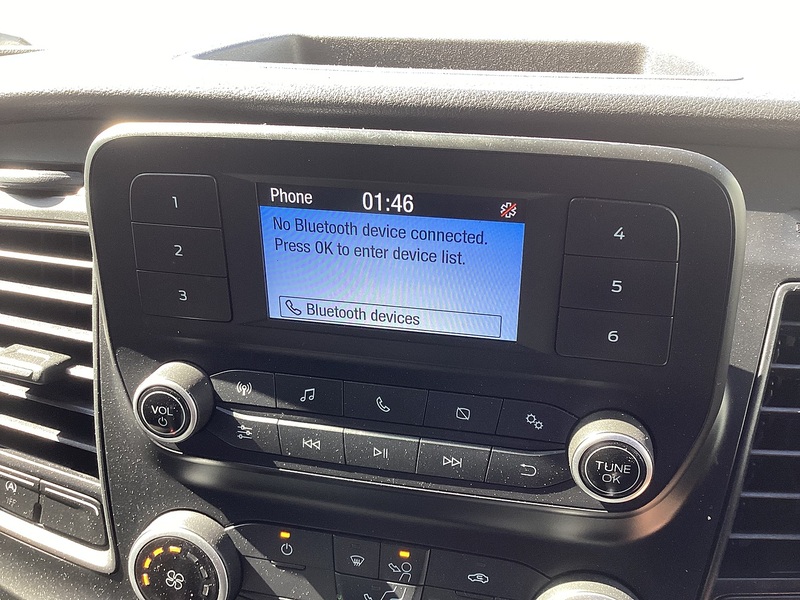 Phone 01:46
No Bluetooth device connected.
Press OK to enter device list.
Bluetooth devices
1
2
3
4
5
6
VOL
TUNE
OK
A
OFF